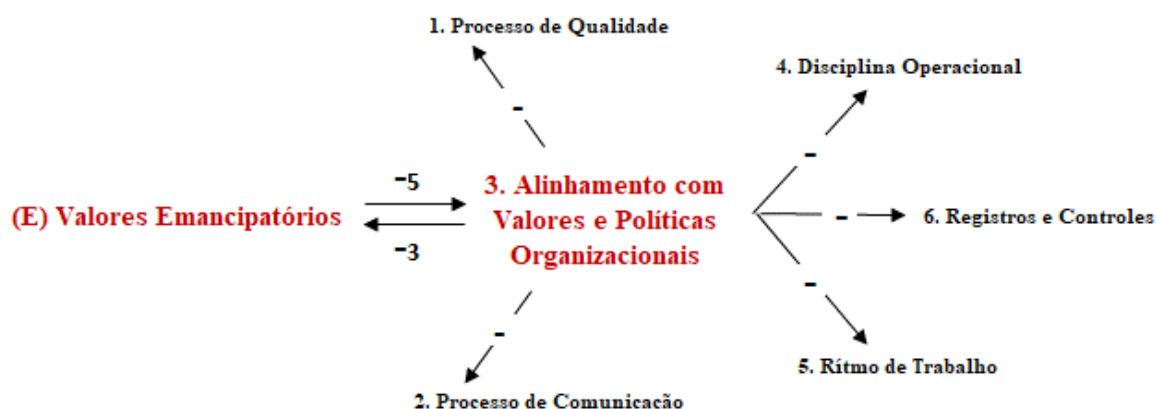 1. Processo de Qualidade
4. Disciplina Operacional
-
-
−5
3. Alinhamento com
Valores e Políticas
Organizacionais
(E) Valores Emancipatórios
-
6. Registros e Controles
−3
-
-
5. Rítmo de Trabalho
2. Processo de Comunicação